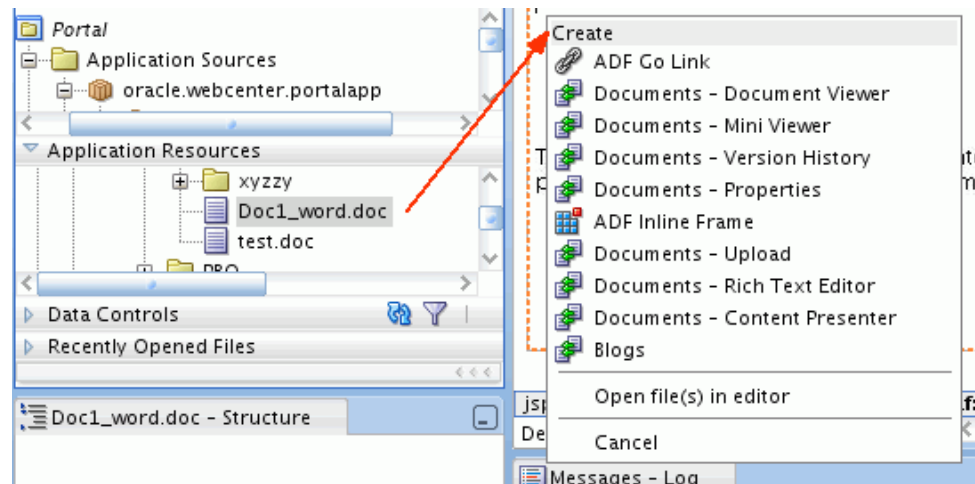 Portal
Application Sources
oracle.webcenter.portalapp
Application Resources
xyzzy
Doc1_word.doc
test.doc
Data Controls
Recently Opened Files
Doc1_word.doc - Structure
Create
ADF Go Link
Documents - Document Viewer
Documents - Mini Viewer
Documents - Version History
Documents - Properties
ADF Inline Frame
Documents - Upload
Documents - Rich Text Editor
Documents - Content Presenter
Blogs
Open file(s) in editor
Cancel
Messages - Log